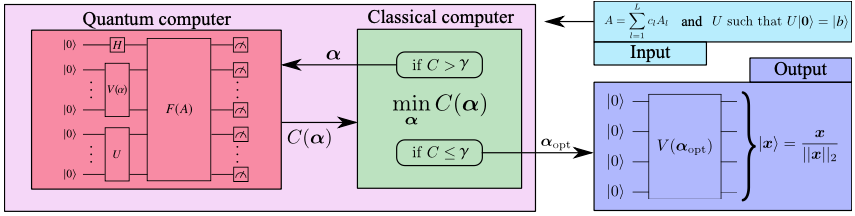 Quantum computer
|0⟩ H
|0⟩
⋮ V(α) ⋮
|0⟩ F(A)
|0⟩
⋮ U ⋮
|0⟩
α
C(α)
Classical computer
if C > γ
min C(α)
α
if C ≤ γ
α_opt
A = ∑_{l=1}^{L} c_l A_l and U such that U|0⟩ = |b⟩
Input
Output
|0⟩
|0⟩
|0⟩
|0⟩
V(α_opt)
|x⟩ = x / ||x||₂